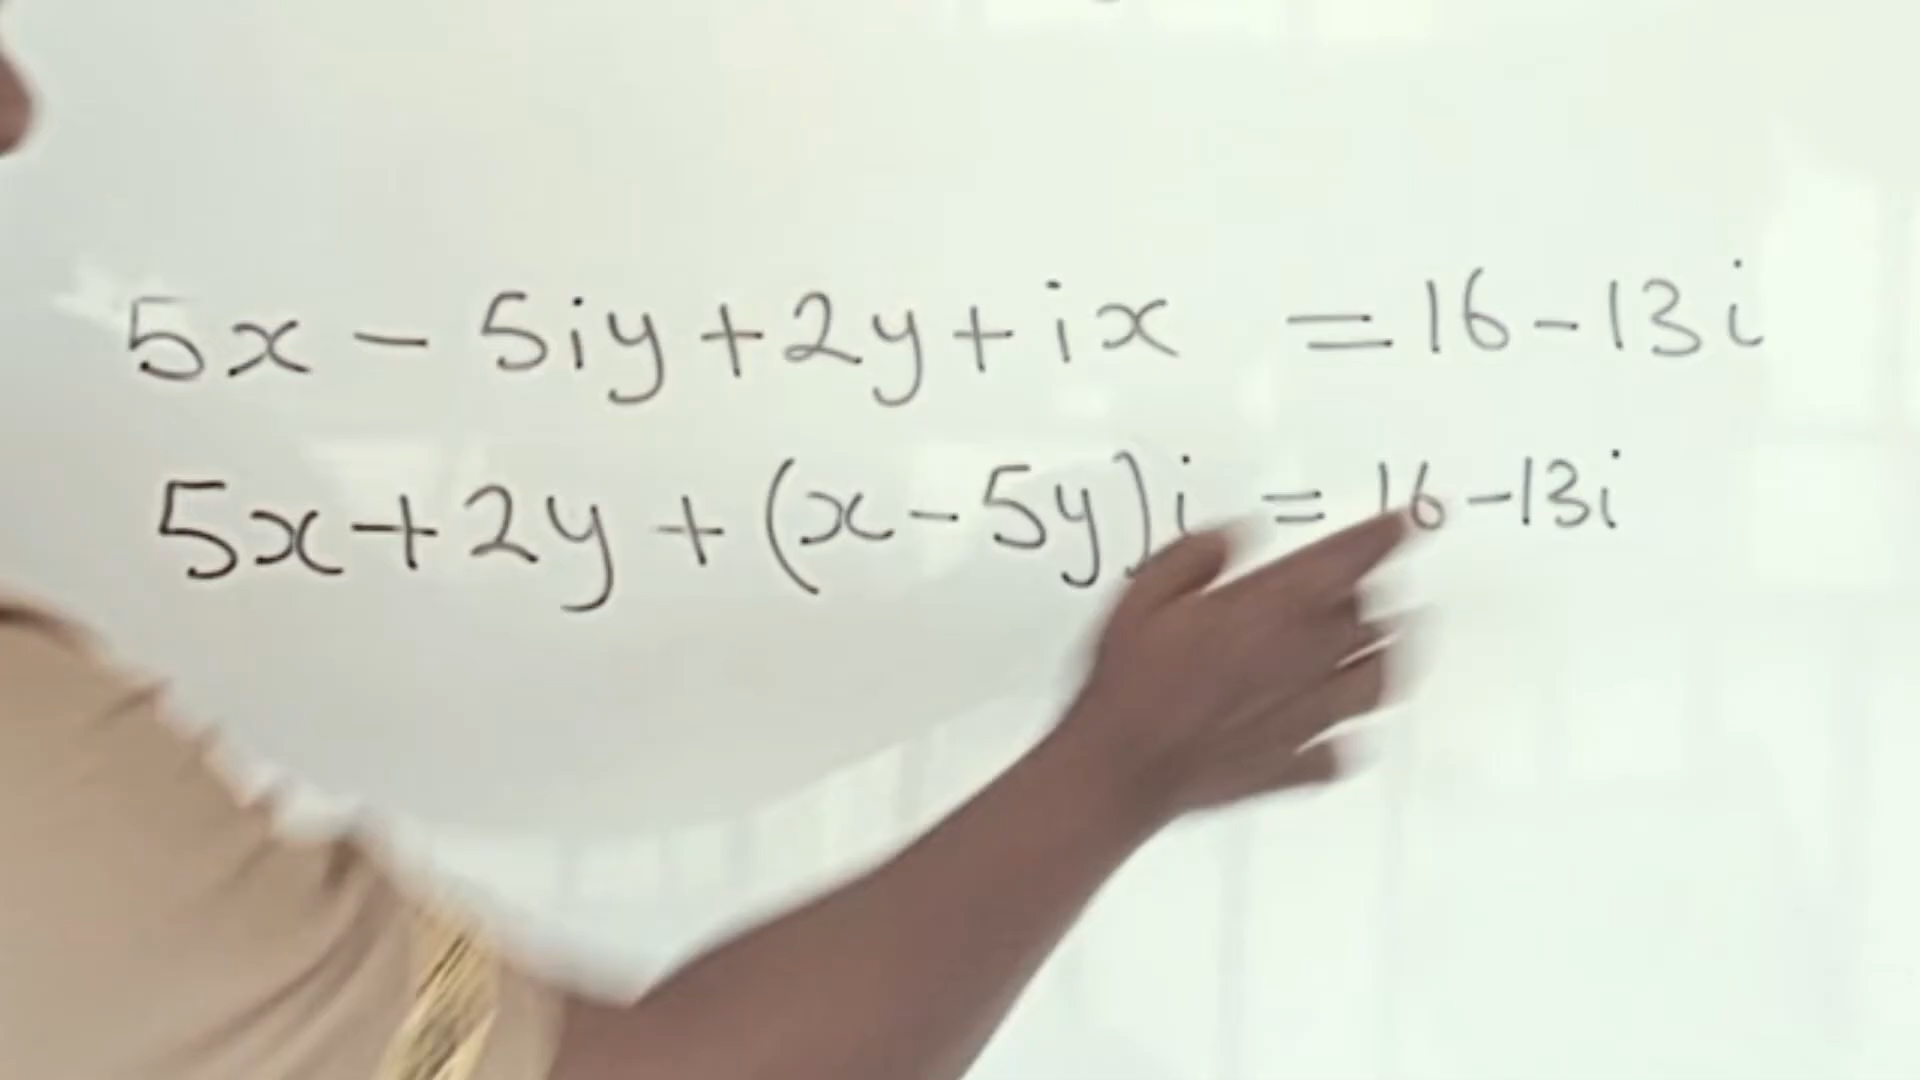 5x - 5iy + 2y + ix = 16 - 13i
5x + 2y + (x - 5y)i = 16 - 13i